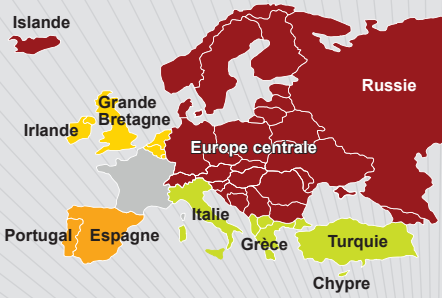 Islande
Russie
Grande
Bretagne
Irlande
Europe centrale
Italie
Portugal
Espagne
Grèce
Turquie
Chypre